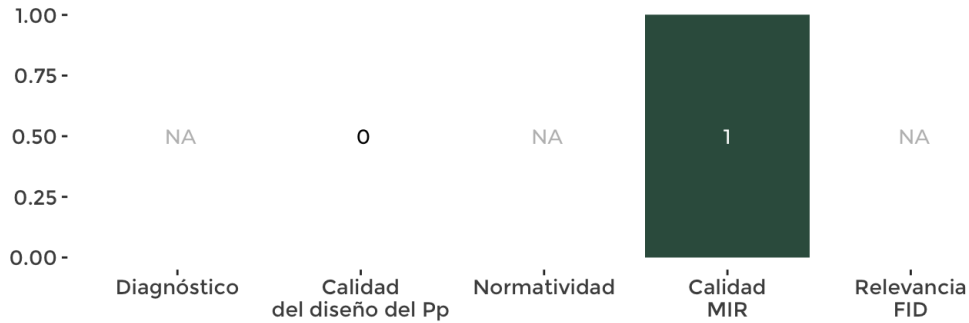 1.00
0.75
0.50
0.25
0.00
NA
0
NA
1
NA
Diagnóstico
Calidad
del diseño del Pp
Normatividad
Calidad
MIR
Relevancia
FID